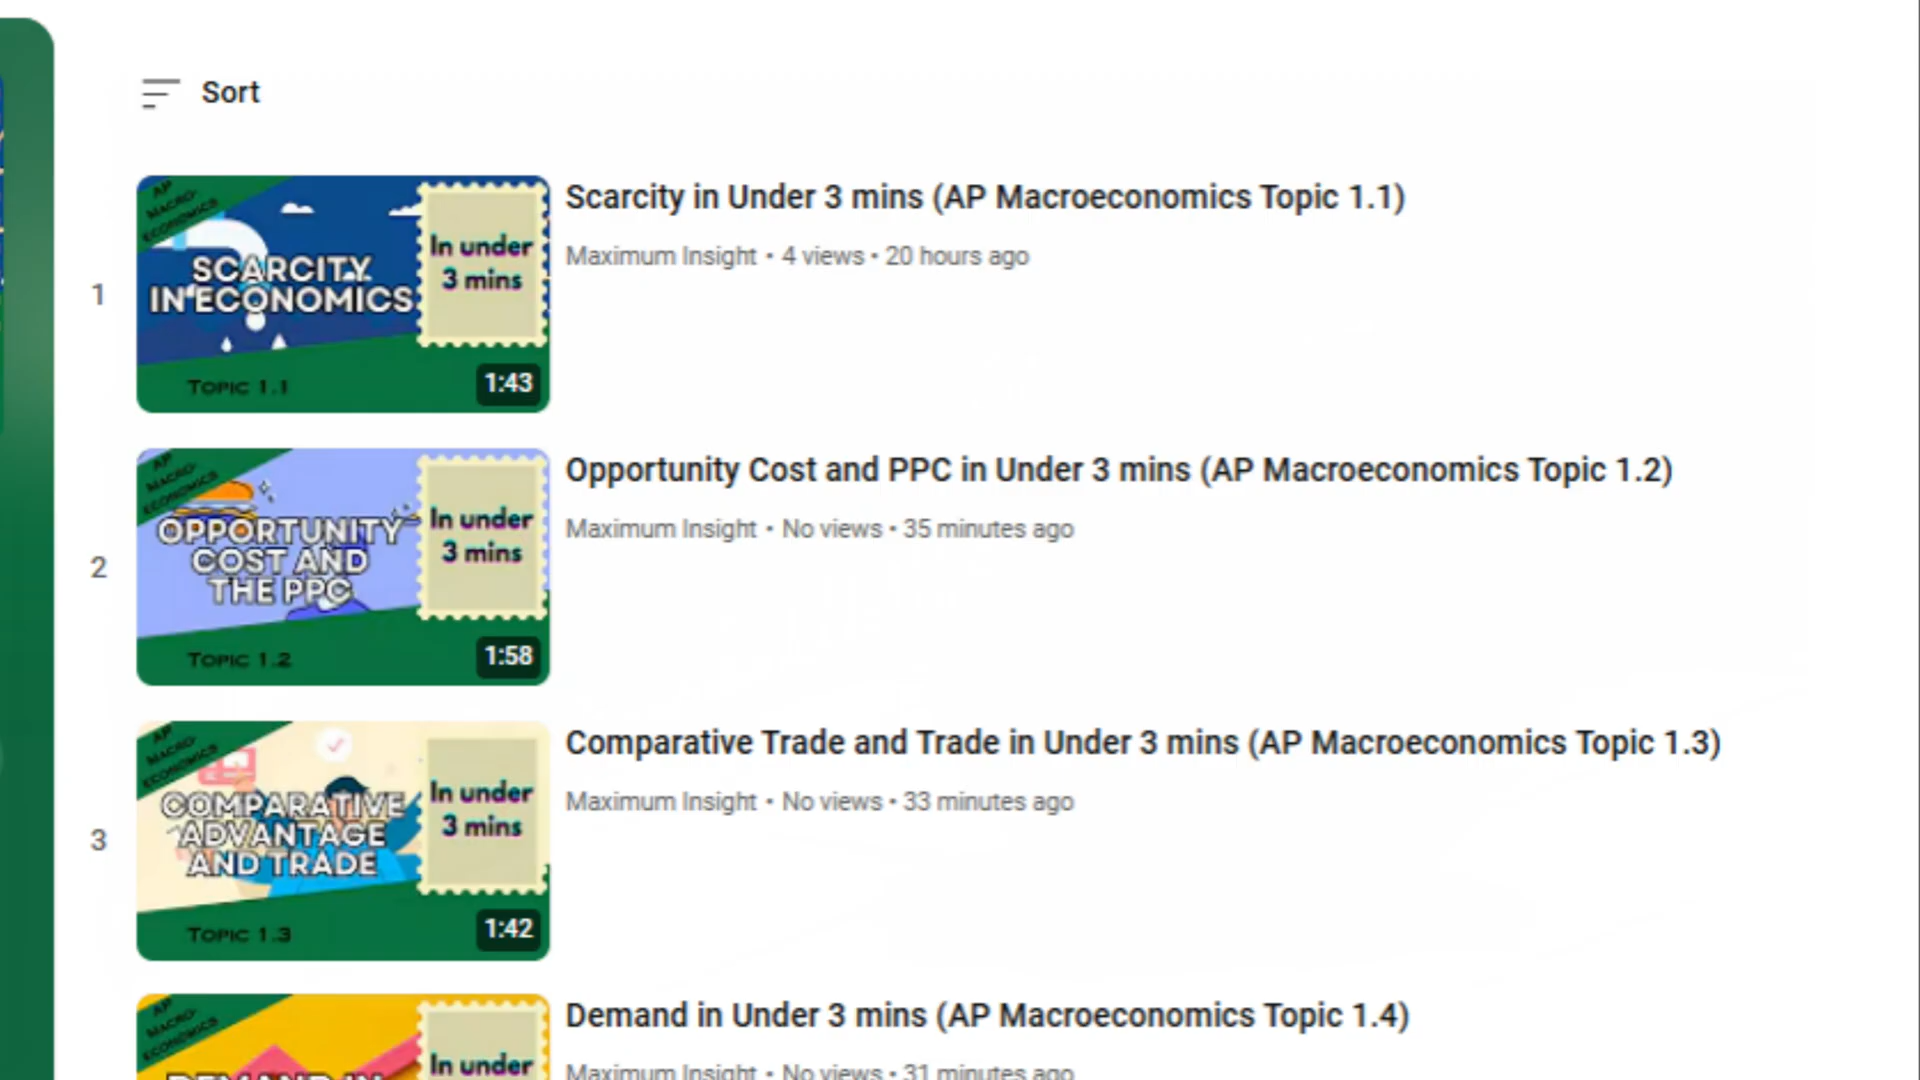 Sort
1
AP
MACRO-
ECONOMICS
SCARCITY
IN ECONOMICS
In under
3 mins
TOPIC 1.1
1:43
Scarcity in Under 3 mins (AP Macroeconomics Topic 1.1)
Maximum Insight • 4 views • 20 hours ago
2
AP
MACRO-
ECONOMICS
OPPORTUNITY
COST AND
THE PPC
In under
3 mins
TOPIC 1.2
1:58
Opportunity Cost and PPC in Under 3 mins (AP Macroeconomics Topic 1.2)
Maximum Insight • No views • 35 minutes ago
3
AP
MACRO-
ECONOMICS
COMPARATIVE
ADVANTAGE
AND TRADE
In under
3 mins
TOPIC 1.3
1:42
Comparative Trade and Trade in Under 3 mins (AP Macroeconomics Topic 1.3)
Maximum Insight • No views • 33 minutes ago
AP
MACRO-
ECONOMICS
DEMAND IN
In under
Demand in Under 3 mins (AP Macroeconomics Topic 1.4)
Maximum Insight • No views • 31 minutes ago